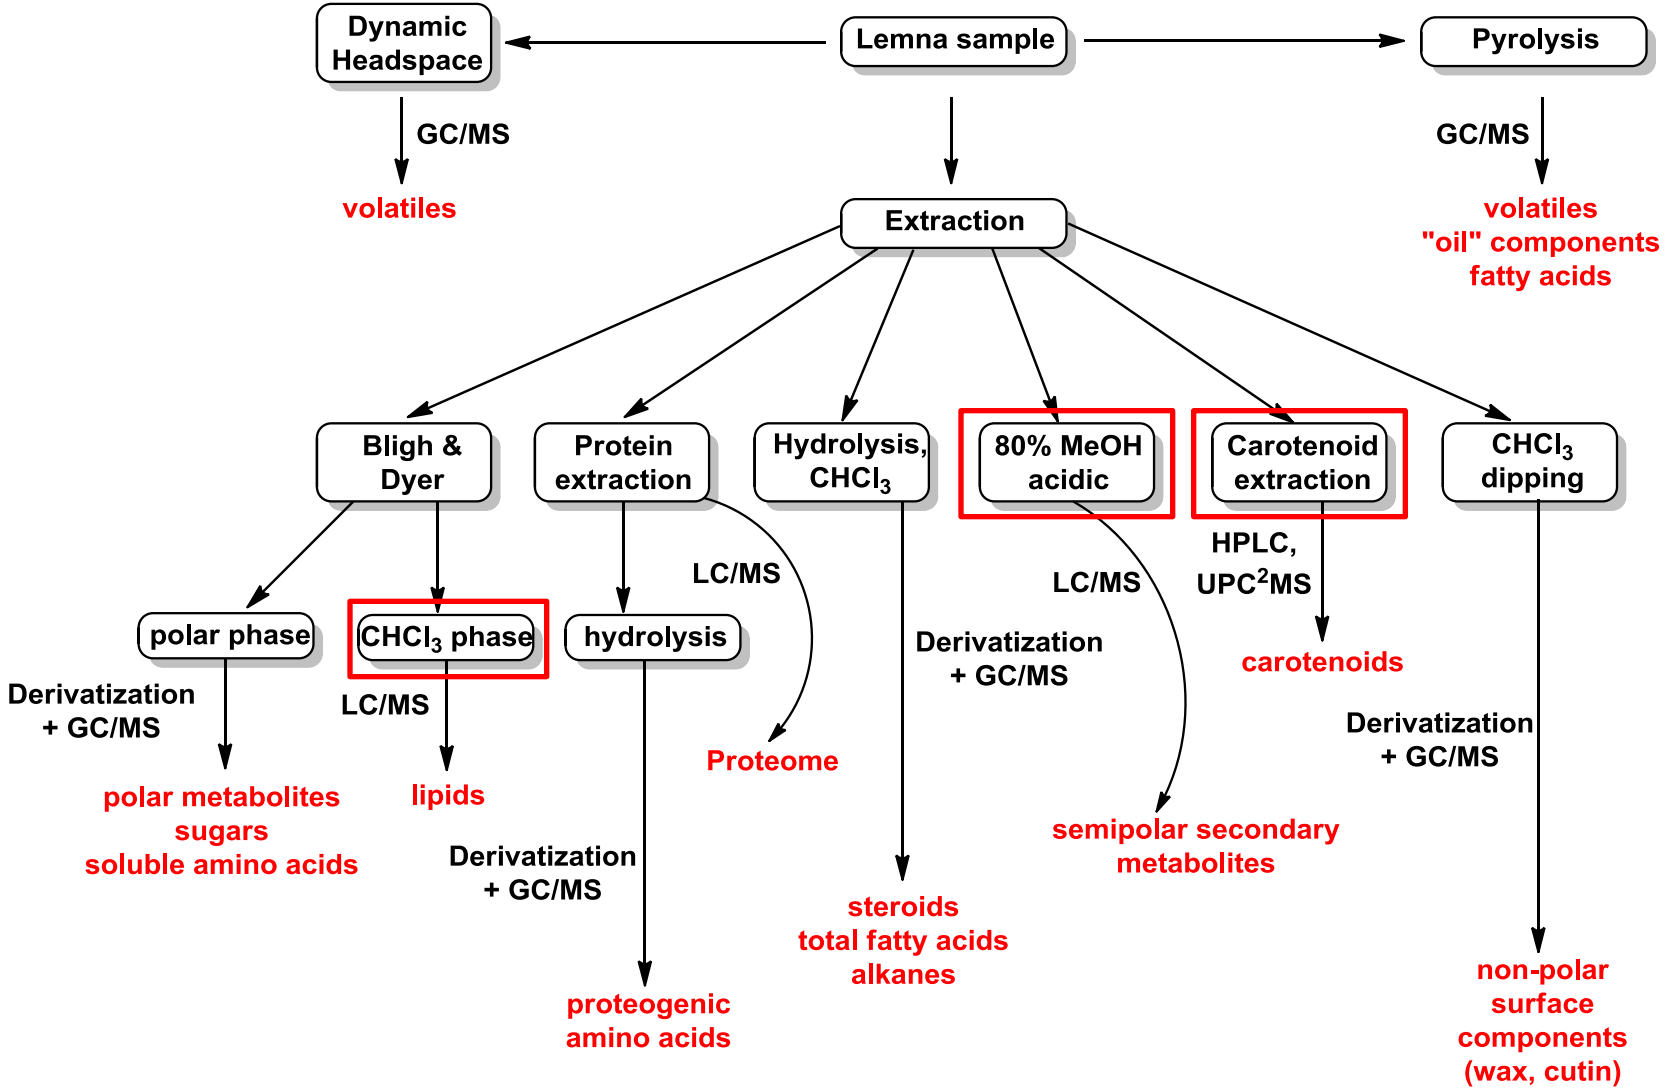 Dynamic
Headspace
Lemna sample
Pyrolysis
GC/MS
GC/MS
volatiles
volatiles
"oil" components
fatty acids
Extraction
Bligh &
Dyer
Protein
extraction
Hydrolysis,
CHCl₃
80% MeOH
acidic
Carotenoid
extraction
CHCl₃
dipping
LC/MS
LC/MS
HPLC,
UPC²MS
polar phase
CHCl₃ phase
hydrolysis
Derivatization
+ GC/MS
carotenoids
Derivatization
+ GC/MS
LC/MS
Derivatization
+ GC/MS
Proteome
polar metabolites
sugars
soluble amino acids
lipids
semipolar secondary
metabolites
Derivatization
+ GC/MS
steroids
total fatty acids
alkanes
proteogenic
amino acids
non-polar
surface
components
(wax, cutin)